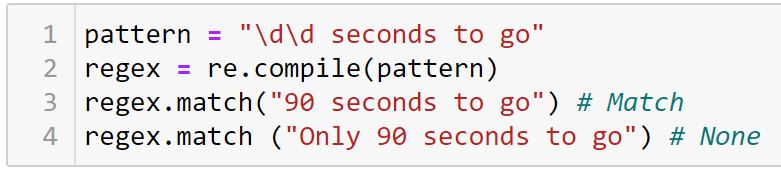 1 pattern = "\d\d seconds to go"
2 regex = re.compile(pattern)
3 regex.match("90 seconds to go") # Match
4 regex.match ("Only 90 seconds to go") # None